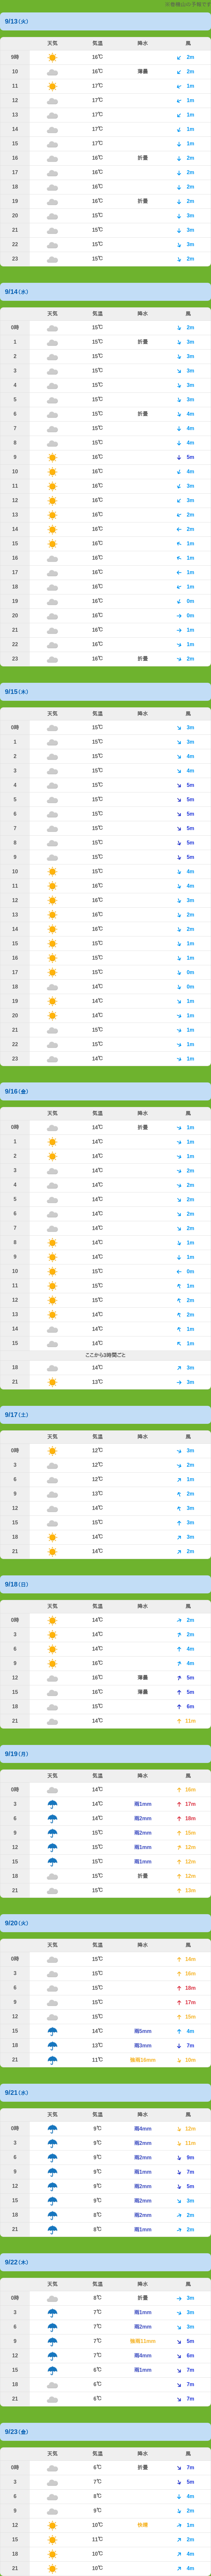 9/13(火)
天気 気温 降水 風
9時 16℃ 2m
10 16℃ 薄曇 2m
11 17℃ 1m
12 17℃ 1m
13 17℃ 2m
14 17℃ 1m
15 17℃ 1m
16 16℃ 折曇 2m
17 16℃ 2m
18 16℃ 2m
19 16℃ 折曇 2m
20 15℃ 3m
21 15℃ 3m
22 15℃ 3m
23 15℃ 2m
9/14(水)
天気 気温 降水 風
0時 15℃ 2m
1 15℃ 折曇 3m
2 15℃ 3m
3 15℃ 3m
4 15℃ 3m
5 15℃ 3m
6 15℃ 折曇 4m
7 15℃ 4m
8 16℃ 4m
9 16℃ 5m
10 16℃ 4m
11 16℃ 3m
12 16℃ 3m
13 16℃ 2m
14 16℃ 2m
15 16℃ 1m
16 16℃ 1m
17 16℃ 1m
18 16℃ 1m
19 16℃ 0m
20 16℃ 0m
21 16℃ 1m
22 16℃ 1m
23 16℃ 折曇 2m
9/15(木)
天気 気温 降水 風
0時 15℃ 3m
1 15℃ 3m
2 15℃ 4m
3 15℃ 4m
4 15℃ 5m
5 15℃ 5m
6 15℃ 5m
7 15℃ 5m
8 15℃ 5m
9 15℃ 5m
10 15℃ 4m
11 16℃ 4m
12 16℃ 3m
13 16℃ 2m
14 16℃ 2m
15 15℃ 1m
16 15℃ 1m
17 15℃ 0m
18 14℃ 0m
19 14℃ 1m
20 14℃ 1m
21 15℃ 1m
22 15℃ 1m
23 14℃ 1m
9/16(金)
天気 気温 降水 風
0時 14℃ 折曇 1m
1 14℃ 1m
2 14℃ 1m
3 14℃ 2m
4 14℃ 2m
5 14℃ 2m
6 14℃ 2m
7 14℃ 2m
8 14℃ 1m
9 14℃ 1m
10 15℃ 0m
11 15℃ 1m
12 15℃ 2m
13 14℃ 2m
14 14℃ 1m
15 14℃ 1m
ここから3時間ごと
18 14℃ 3m
21 13℃ 3m
9/17(土)
天気 気温 降水 風
0時 12℃ 3m
3 12℃ 2m
6 12℃ 1m
9 13℃ 2m
12 14℃ 3m
15 15℃ 3m
18 14℃ 3m
21 14℃ 2m
9/18(日)
天気 気温 降水 風
0時 14℃ 2m
3 14℃ 2m
6 14℃ 4m
9 16℃ 4m
12 16℃ 薄曇 5m
15 16℃ 薄曇 5m
18 15℃ 6m
21 14℃ 11m
9/19(月)
天気 気温 降水 風
0時 14℃ 16m
3 14℃ 雨1mm 17m
6 14℃ 雨2mm 18m
9 15℃ 雨2mm 15m
12 15℃ 雨1mm 12m
15 15℃ 雨1mm 12m
18 15℃ 折曇 12m
21 15℃ 13m
9/20(火)
天気 気温 降水 風
0時 15℃ 14m
3 15℃ 16m
6 15℃ 18m
9 15℃ 17m
12 15℃ 15m
15 14℃ 雨5mm 4m
18 13℃ 雨3mm 7m
21 11℃ 強雨16mm 10m
9/21(水)
天気 気温 降水 風
0時 9℃ 雨4mm 12m
3 9℃ 雨2mm 11m
6 8℃ 雨2mm 9m
9 8℃ 雨1mm 7m
12 8℃ 雨2mm 5m
15 9℃ 雨2mm 3m
18 8℃ 雨2mm 2m
21 8℃ 雨1mm 2m
9/22(木)
天気 気温 降水 風
0時 8℃ 折曇 3m
3 7℃ 雨1mm 3m
6 7℃ 雨2mm 3m
9 7℃ 強雨11mm 5m
12 7℃ 雨4mm 6m
15 6℃ 雨1mm 7m
18 6℃ 7m
21 6℃ 7m
9/23(金)
天気 気温 降水 風
0時 6℃ 折曇 7m
3 7℃ 5m
6 8℃ 4m
9 9℃ 2m
12 10℃ 快晴 1m
15 11℃ 2m
18 10℃ 4m
21 10℃ 4m